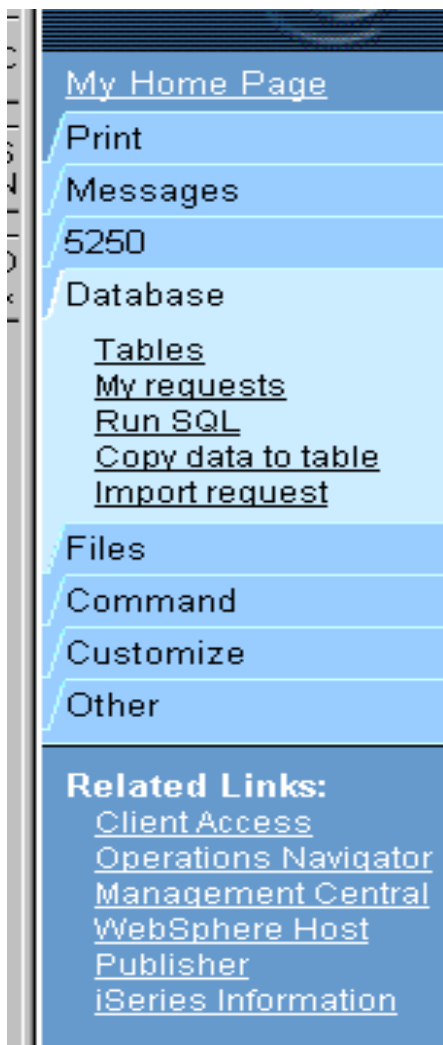 My Home Page
Print
Messages
5250
Database
Tables
My requests
Run SQL
Copy data to table
Import request
Files
Command
Customize
Other
Related Links:
Client Access
Operations Navigator
Management Central
WebSphere Host
Publisher
iSeries Information